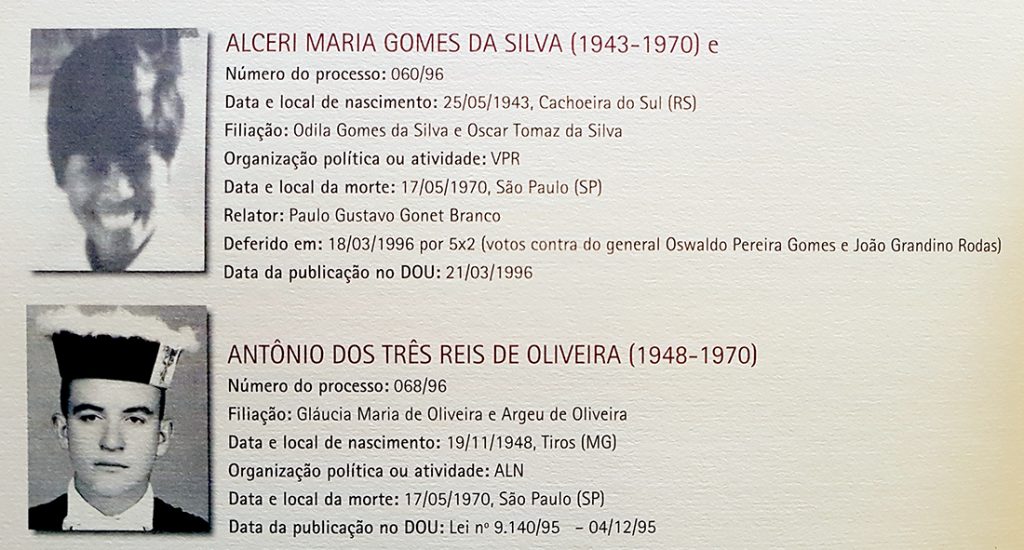 ALCERI MARIA GOMES DA SILVA (1943-1970) e
Número do processo: 060/96
Data e local de nascimento: 25/05/1943, Cachoeira do Sul (RS)
Filiação: Odila Gomes da Silva e Oscar Tomaz da Silva
Organização política ou atividade: VPR
Data e local da morte: 17/05/1970, São Paulo (SP)
Relator: Paulo Gustavo Gonet Branco
Deferido em: 18/03/1996 por 5x2 (votos contra do general Oswaldo Pereira Gomes e João Grandino Rodas)
Data da publicação no DOU: 21/03/1996
ANTÔNIO DOS TRÊS REIS DE OLIVEIRA (1948-1970)
Número do processo: 068/96
Filiação: Gláucia Maria de Oliveira e Argeu de Oliveira
Data e local de nascimento: 19/11/1948, Tiros (MG)
Organização política ou atividade: ALN
Data e local da morte: 17/05/1970, São Paulo (SP)
Data da publicação no DOU: Lei nº 9.140/95 – 04/12/95